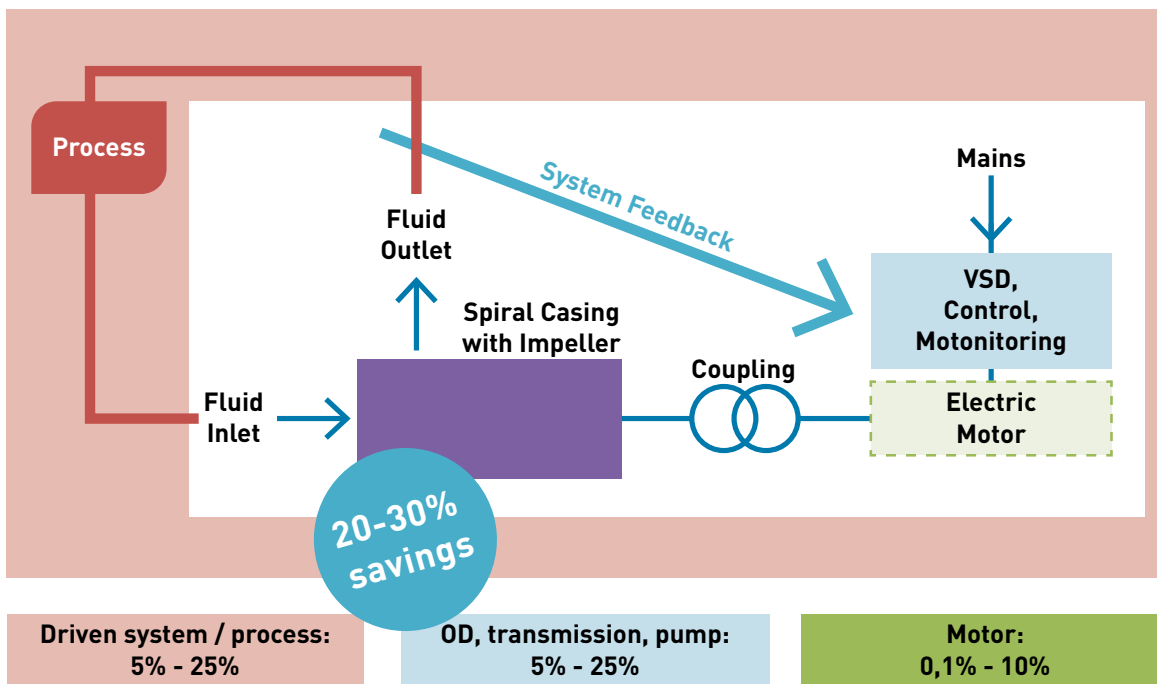 Process
System Feedback
Mains
Fluid
Outlet
VSD,
Control,
Motonitoring
Spiral Casing
with Impeller
Coupling
Fluid
Inlet
Electric
Motor
20-30%
savings
Driven system / process:
5% - 25%
OD, transmission, pump:
5% - 25%
Motor:
0,1% - 10%